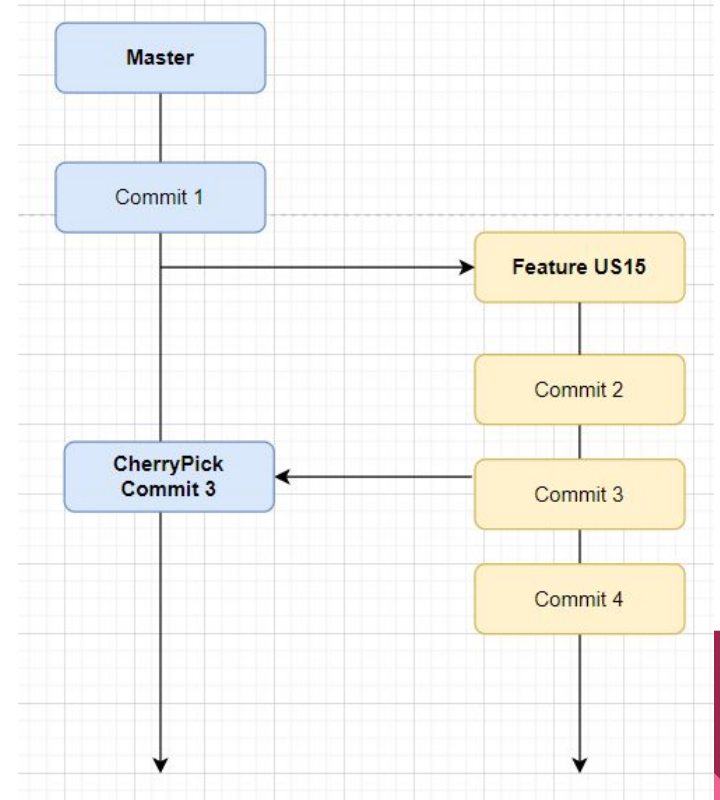 Master
Commit 1
Feature US15
Commit 2
CherryPick
Commit 3
Commit 3
Commit 4